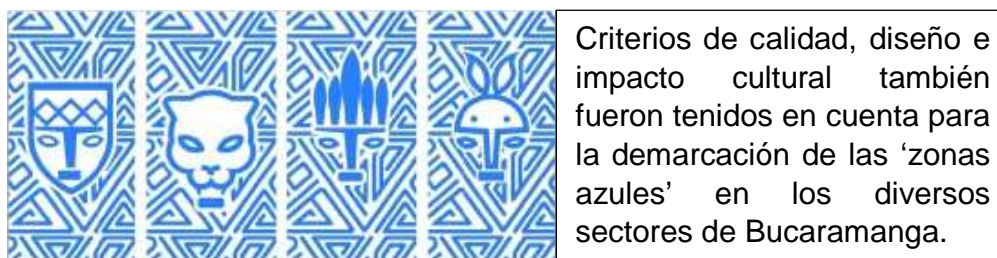 Criterios de calidad, diseño e
impacto cultural también
fueron tenidos en cuenta para
la demarcación de las ‘zonas
azules’ en los diversos
sectores de Bucaramanga.